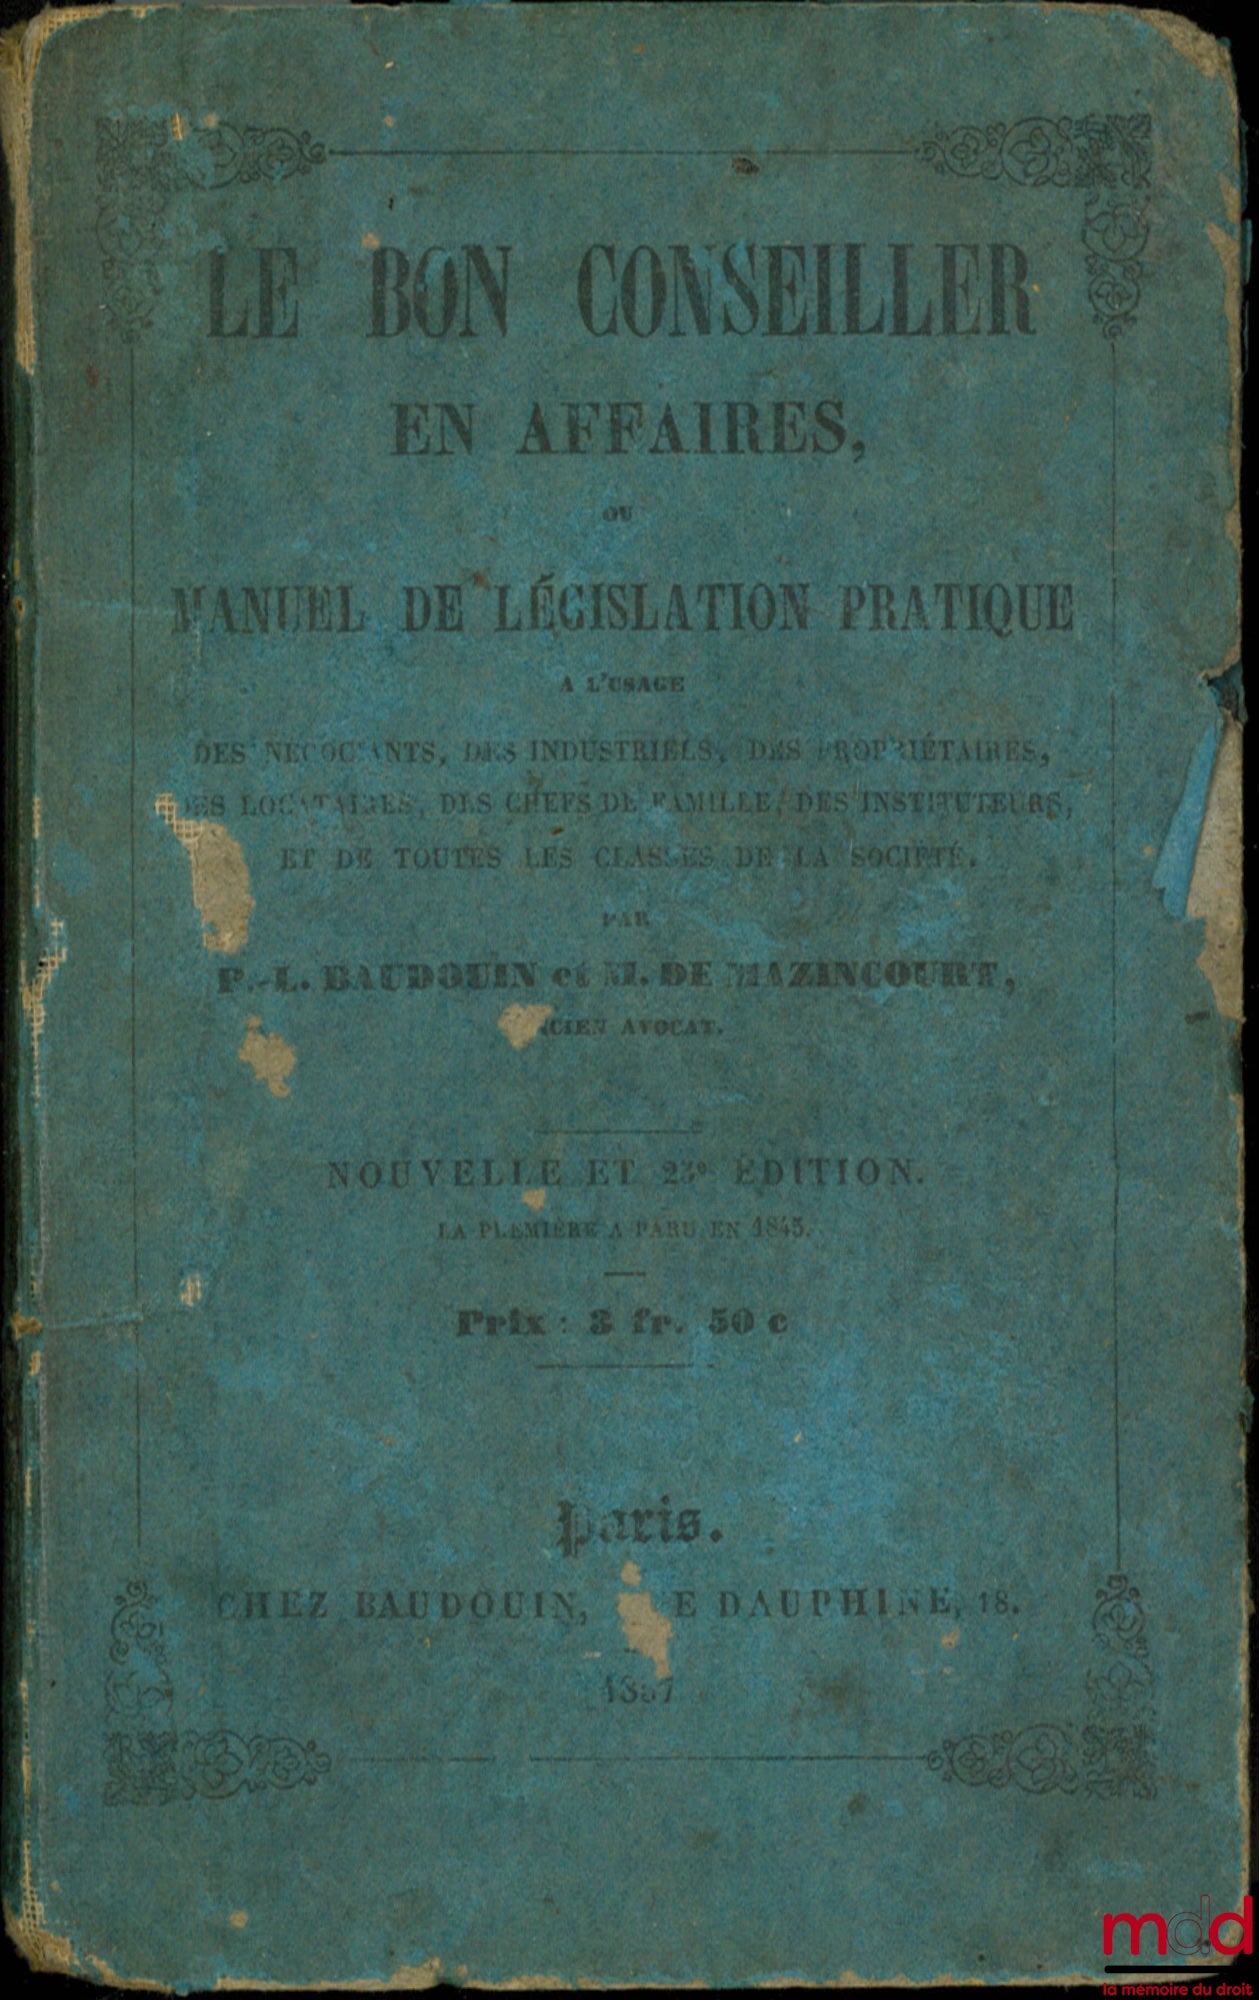 LE BON CONSEILLER
EN AFFAIRES,
OU
MANUEL DE LÉGISLATION PRATIQUE
A L'USAGE
DES NEGOCIANTS, DES INDUSTRIELS, DES PROPRIÉTAIRES,
DES LOCATAIRES, DES CHEFS DE FAMILLE, DES INSTITUTEURS,
ET DE TOUTES LES CLASSES DE LA SOCIÉTÉ.
PAR
P.-L. BAUDOUIN et M. DE MAZINCOURT,
AVOCAT.
NOUVELLE ET ÉDITION.
LA PREMIÈRE A PARU EN 1845.
Prix : 3 fr. 50 c
Paris.
CHEZ BAUDOUIN, DAUPHINE, 18.
mdd
la mémoire du droit